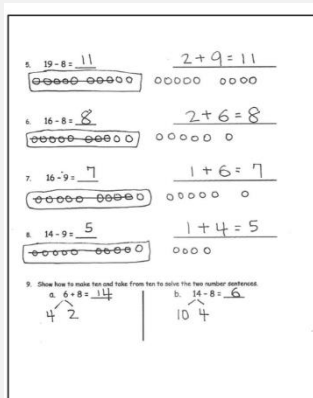 5. 19 - 8 = 11 2 + 9 = 11
6. 16 - 8 = 8 2 + 6 = 8
7. 16 - 9 = 7 1 + 6 = 7
8. 14 - 9 = 5 1 + 4 = 5
9. Show how to make ten and take from ten to solve the two number sentences.
a. 6 + 8 = 14 b. 14 - 8 = 6
4 2 10 4